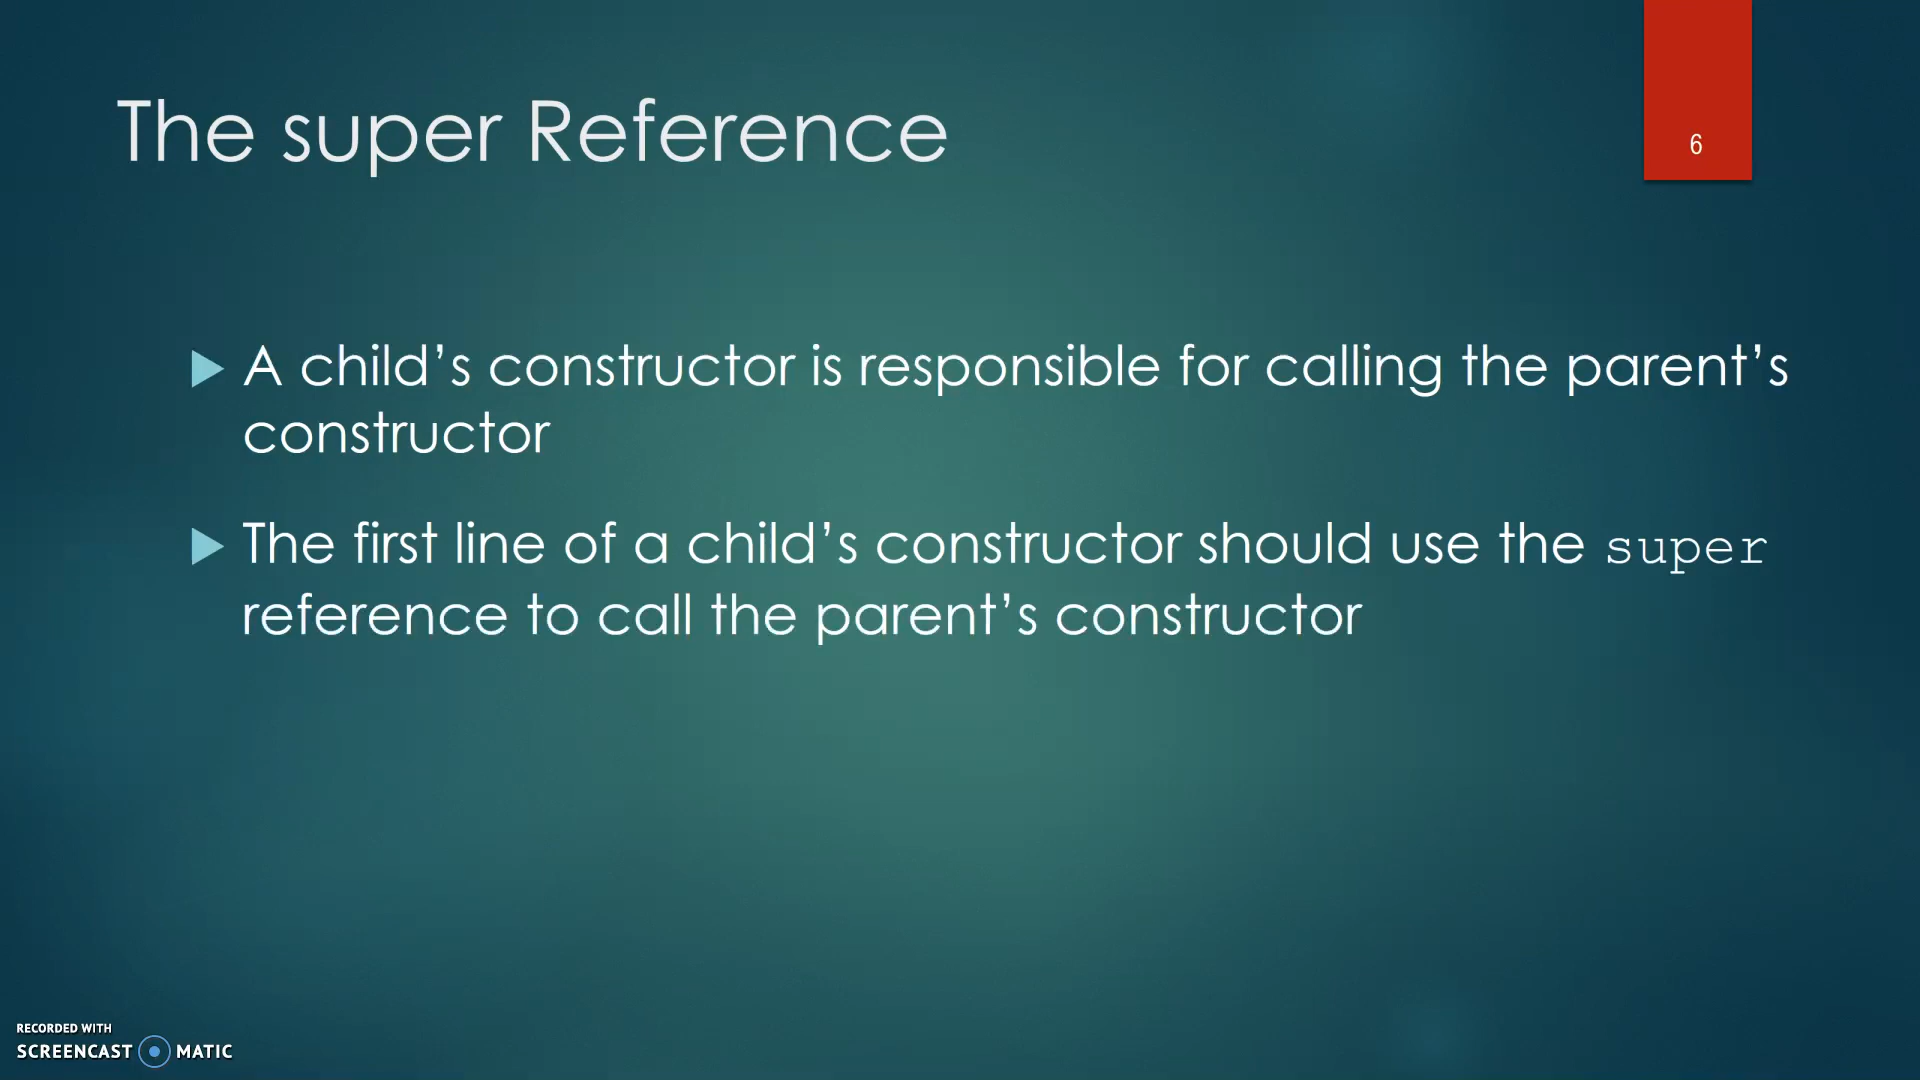 The super Reference
6
A child’s constructor is responsible for calling the parent’s
constructor
The first line of a child’s constructor should use the super
reference to call the parent’s constructor
RECORDED WITH
SCREENCAST MATIC